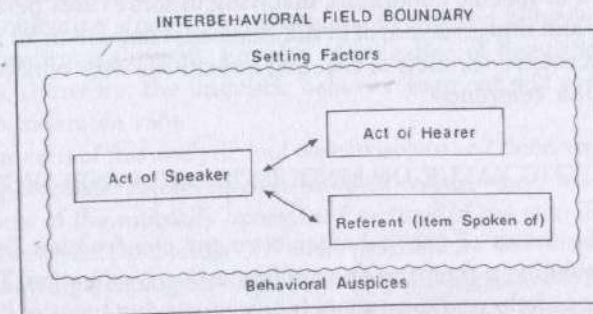 INTERBEHAVIORAL FIELD BOUNDARY
Setting Factors
Act of Hearer
Act of Speaker
Referent (Item Spoken of)
Behavioral Auspices